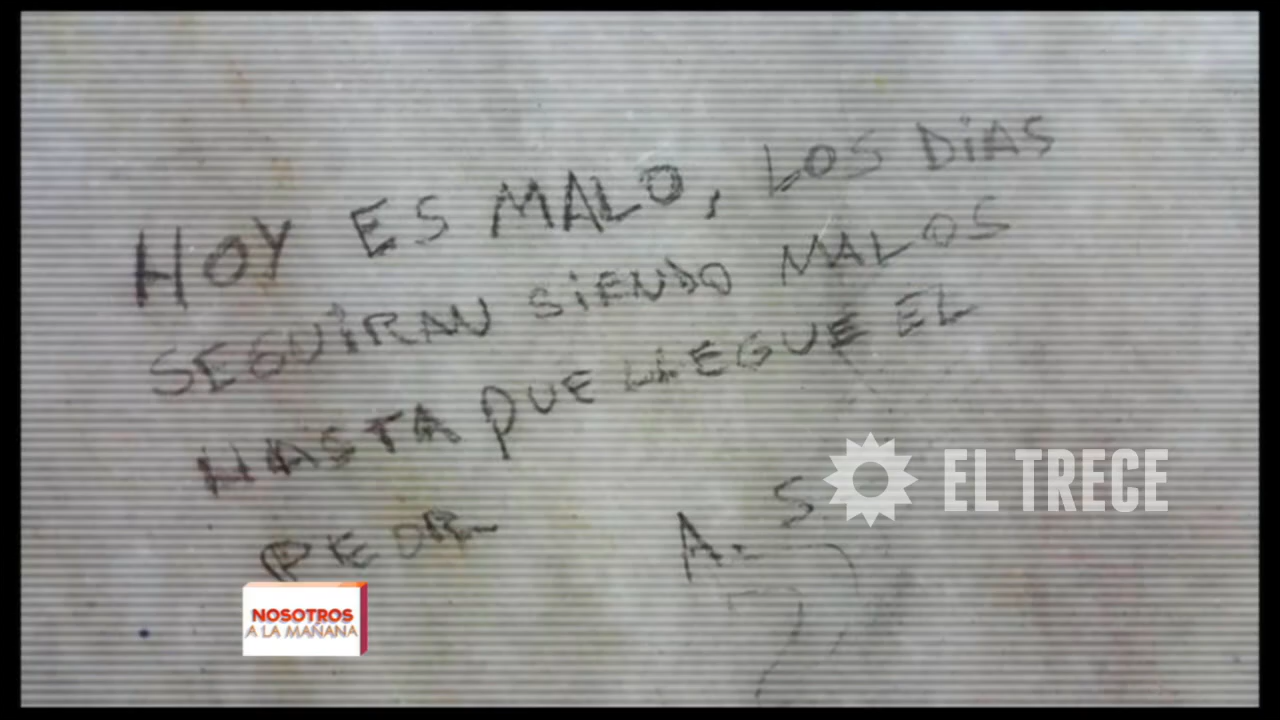 HOY ES MALO, LOS DiAS
SEGUiRAN SiENDO MALOS
HASTA QUE LLEGUE EL
PEOR
A. S.
EL TRECE
NOSOTROS
A LA MAÑANA